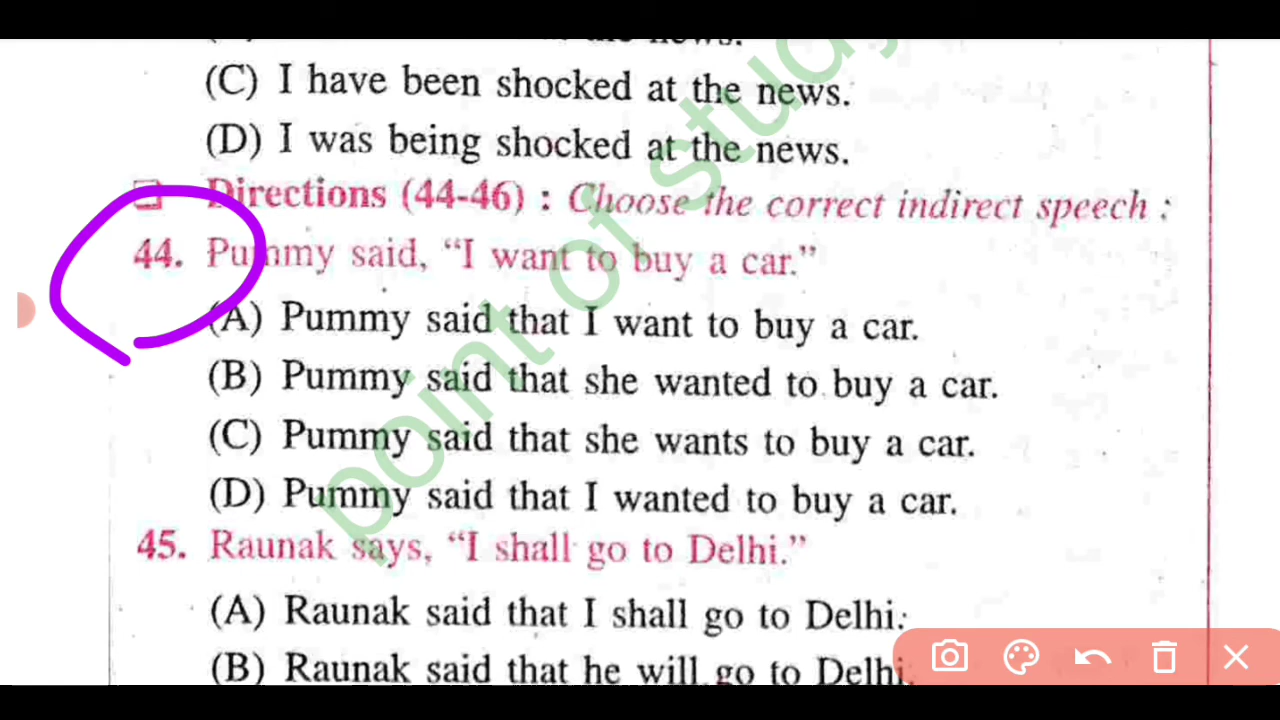 (C) I have been shocked at the news.
(D) I was being shocked at the news.
❑ Directions (44-46) : Choose the correct indirect speech :
44. Pummy said, “I want to buy a car.”
(A) Pummy said that I want to buy a car.
(B) Pummy said that she wanted to buy a car.
(C) Pummy said that she wants to buy a car.
(D) Pummy said that I wanted to buy a car.
45. Raunak says, “I shall go to Delhi.”
(A) Raunak said that I shall go to Delhi.
(B) Raunak said that he will go to Delhi.
point of study